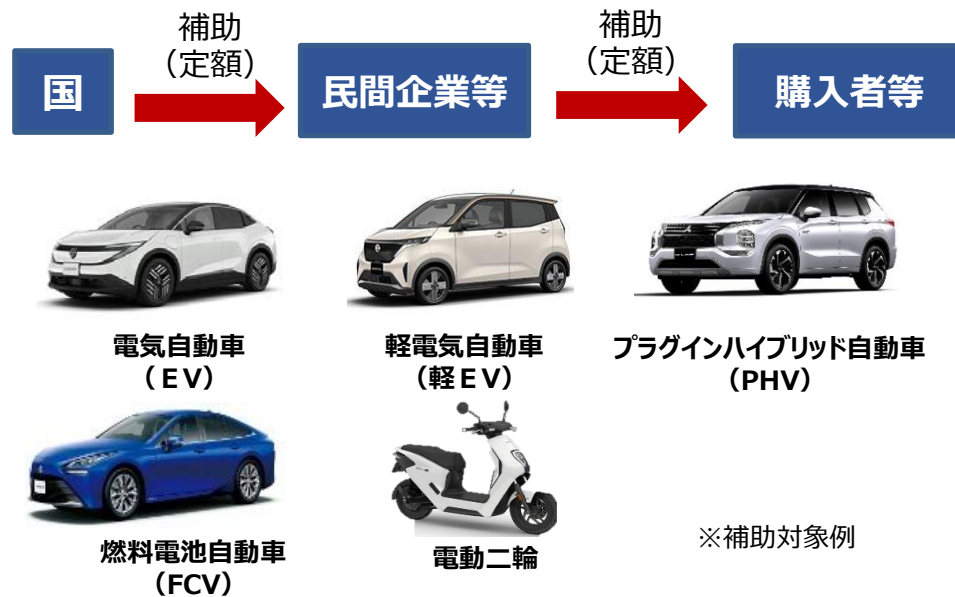 補助
（定額）
補助
（定額）
国
民間企業等
購入者等
電気自動車
（ＥＶ）
軽電気自動車
（軽ＥＶ）
プラグインハイブリッド自動車
（PHV）
燃料電池自動車
（FCV）
電動二輪
※補助対象例